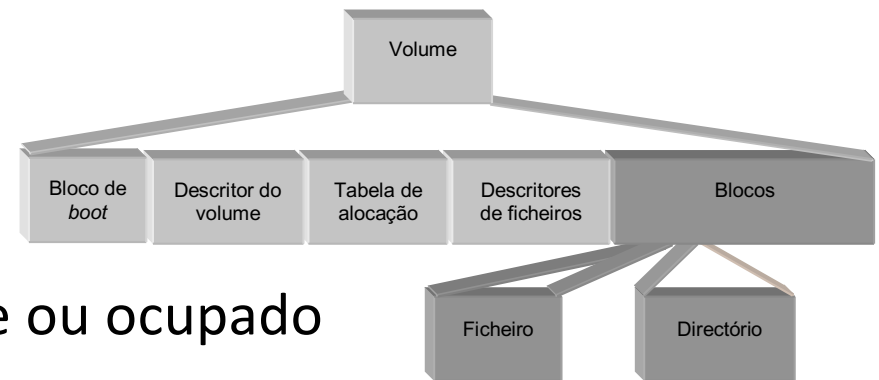 Volume
Bloco de boot
Descritor do volume
Tabela de alocação
Descritores de ficheiros
Blocos
ou ocupado
Ficheiro
Directório